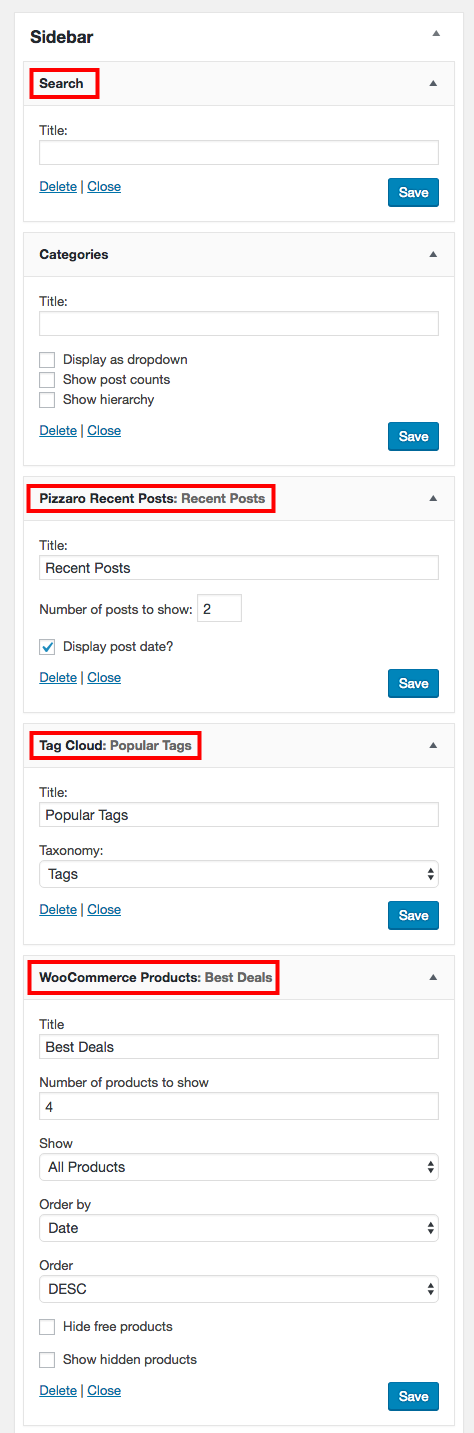 Sidebar
Search
Title:
Delete | Close
Save
Categories
Title:
Display as dropdown
Show post counts
Show hierarchy
Delete | Close
Save
Pizzaro Recent Posts: Recent Posts
Title:
Recent Posts
Number of posts to show: 2
Display post date?
Delete | Close
Save
Tag Cloud: Popular Tags
Title:
Popular Tags
Taxonomy:
Tags
Delete | Close
Save
WooCommerce Products: Best Deals
Title
Best Deals
Number of products to show
4
Show
All Products
Order by
Date
Order
DESC
Hide free products
Show hidden products
Delete | Close
Save